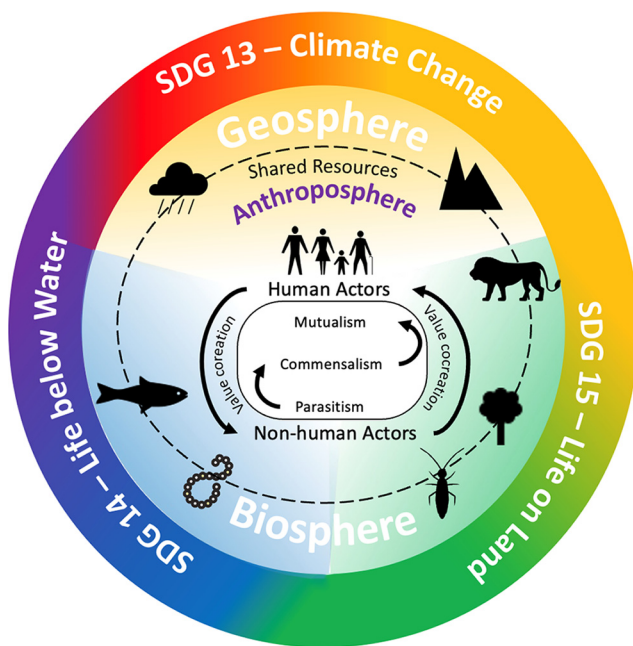 SDG 13 – Climate Change
Geosphere
Shared Resources
Anthroposphere
Human Actors
Mutualism
Commensalism
Parasitism
Non-human Actors
Value coreation
Value cocreation
Biosphere
SDG 14 – Life below Water
SDG 15 – Life on Land